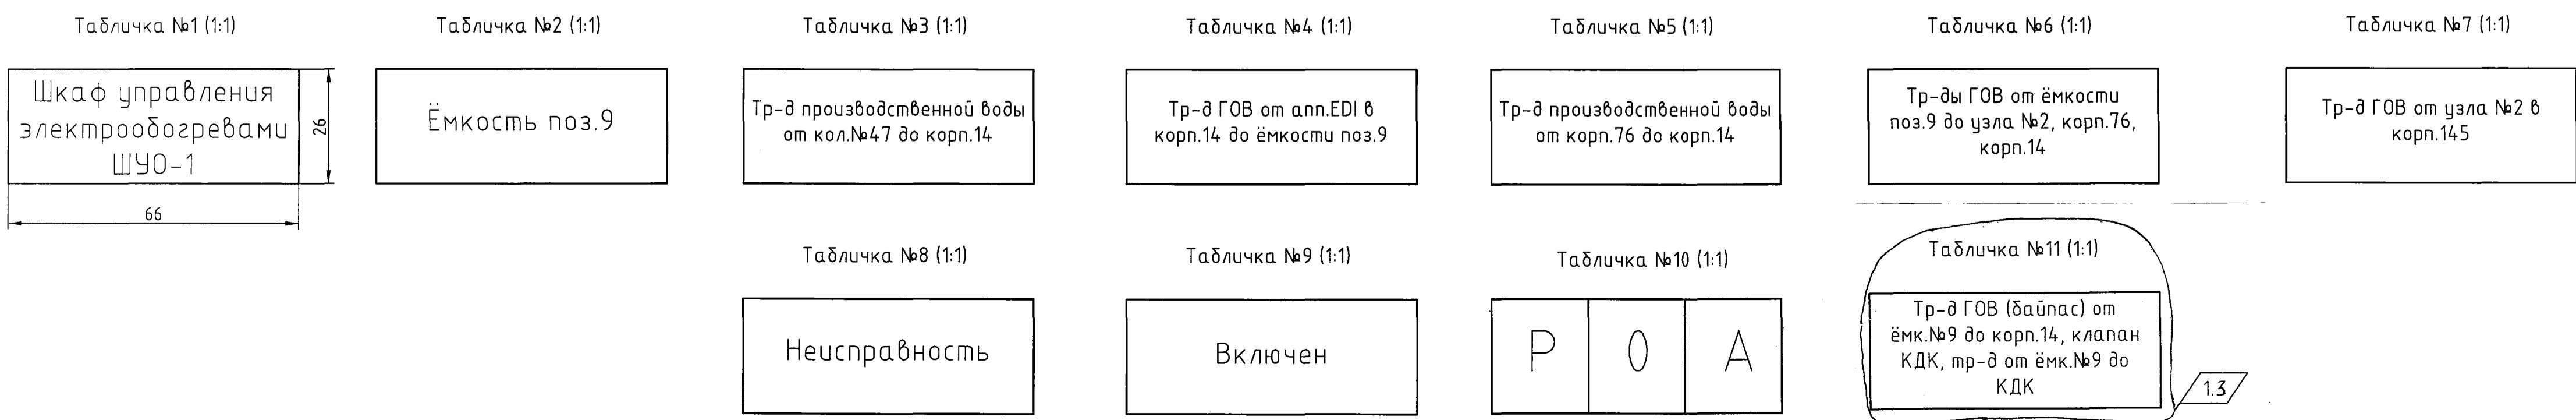 Табличка №1 (1:1)
Шкаф управления
электрообогревами
ШУО-1
26
66
Табличка №2 (1:1)
Ёмкость поз.9
Табличка №3 (1:1)
Тр-д производственной воды
от кол.№47 до корп.14
Табличка №4 (1:1)
Тр-д ГОВ от апп.EDI в
корп.14 до ёмкости поз.9
Табличка №5 (1:1)
Тр-д производственной воды
от корп.76 до корп.14
Табличка №6 (1:1)
Тр-ды ГОВ от ёмкости
поз.9 до узла №2, корп.76,
корп.14
Табличка №7 (1:1)
Тр-д ГОВ от узла №2 в
корп.145
Табличка №8 (1:1)
Неисправность
Табличка №9 (1:1)
Включен
Табличка №10 (1:1)
Р О А
Табличка №11 (1:1)
Тр-д ГОВ (байпас) от
ёмк.№9 до корп.14, клапан
КДК, тр-д от ёмк.№9 до
КДК
1.3